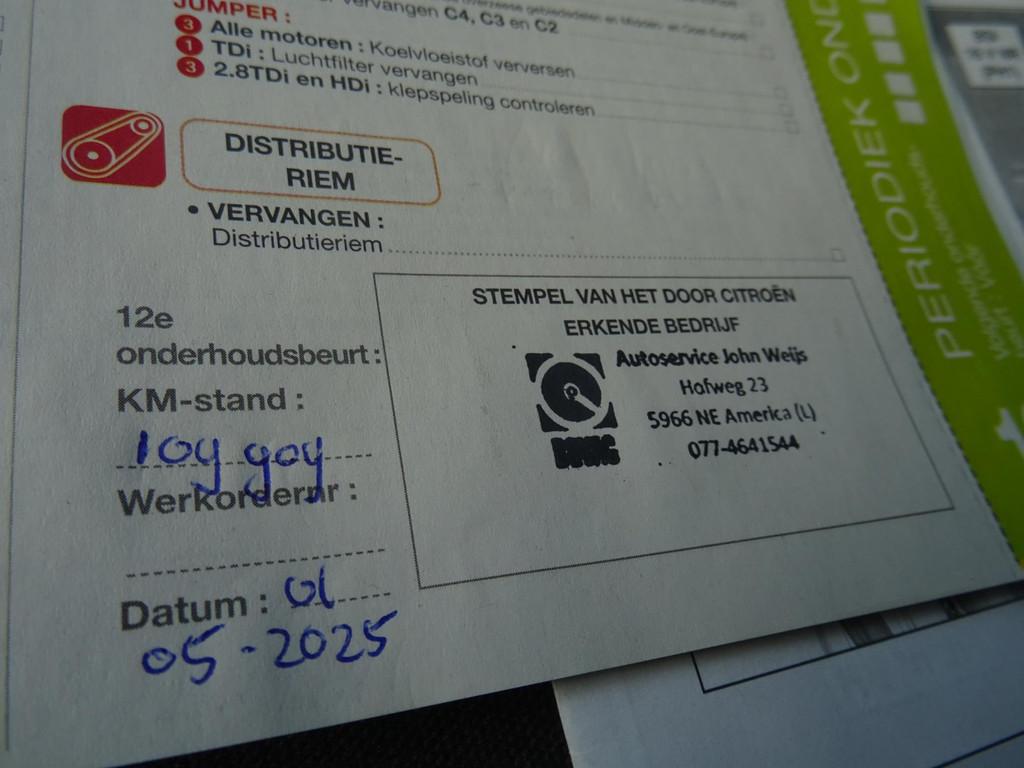 vervangen C4, C3 en C2
JUMPER :
3 Alle motoren : Koelvloeistof verversen
1 TDi : Luchtfilter vervangen
3 2.8TDi en HDi : klepspeling controleren
DISTRIBUTIE-
RIEM
• VERVANGEN :
Distributieriem
12e
onderhoudsbeurt :
KM-stand :
104 904
Werkordernr :
Datum : 01
05-2025
STEMPEL VAN HET DOOR CITROËN
ERKENDE BEDRIJF
Autoservice John Weijs
Hofweg 23
5966 NE America (L)
077-4641544
PERIODIEK OND
Volgende onderhouds-